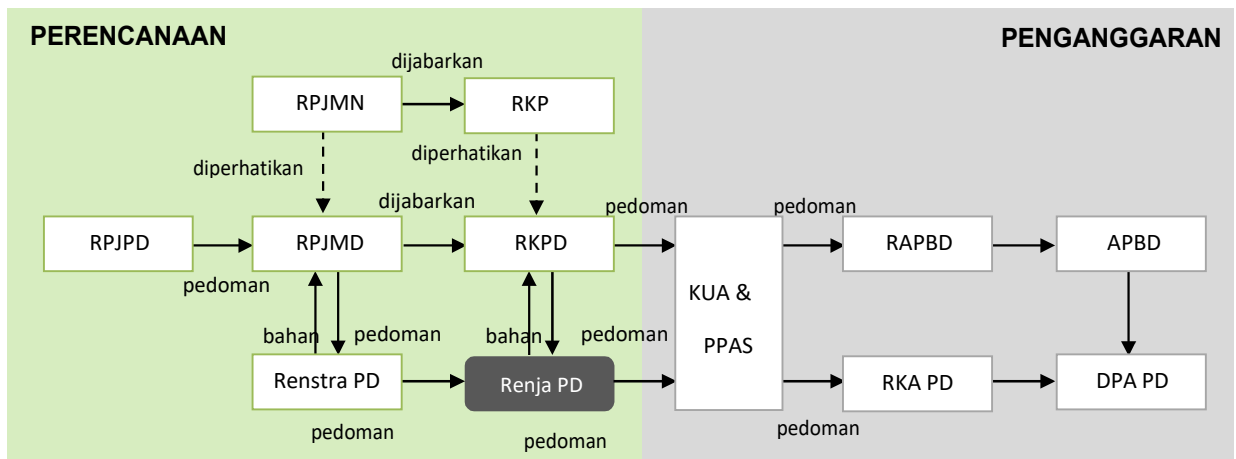 PERENCANAAN
PENGANGGARAN
dijabarkan
RPJMN
RKP
diperhatikan
diperhatikan
dijabarkan
pedoman
pedoman
RPJPD
RPJMD
RKPD
RAPBD
APBD
pedoman
KUA &
PPAS
bahan
pedoman
bahan
pedoman
Renstra PD
Renja PD
RKA PD
DPA PD
pedoman
pedoman
pedoman